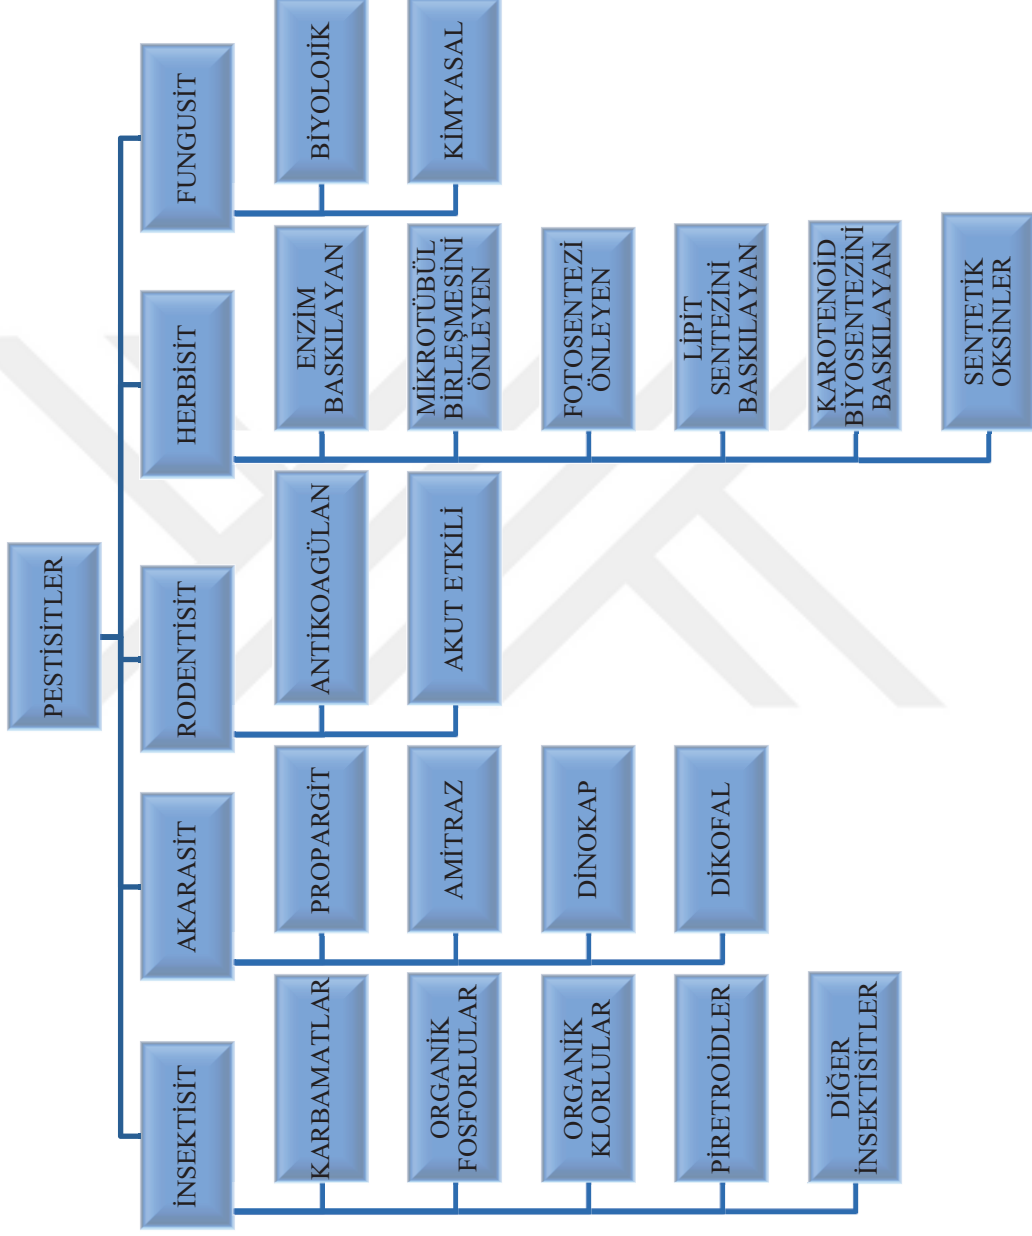 PESTİSİTLER
İNSEKTİSİT
KARBAMATLAR
ORGANİK
FOSFORLULAR
ORGANİK
KLORLULAR
PİRETROİDLER
DİĞER
İNSEKTİSİTLER
AKARASİT
PROPARGİT
AMİTRAZ
DİNOKAP
DİKOFAL
RODENTİSİT
ANTİKOAGÜLAN
AKUT ETKİLİ
HERBİSİT
ENZİM
BASKILAYAN
MİKROTÜBÜL
BİRLEŞMESİNİ
ÖNLEYEN
FOTOSENTEZİ
ÖNLEYEN
LİPİT
SENTEZİNİ
BASKILAYAN
KAROTENOİD
BİYOSENTEZİNİ
BASKILAYAN
SENTETİK
OKSİNLER
FUNGUSİT
BİYOLOJİK
KİMYASAL